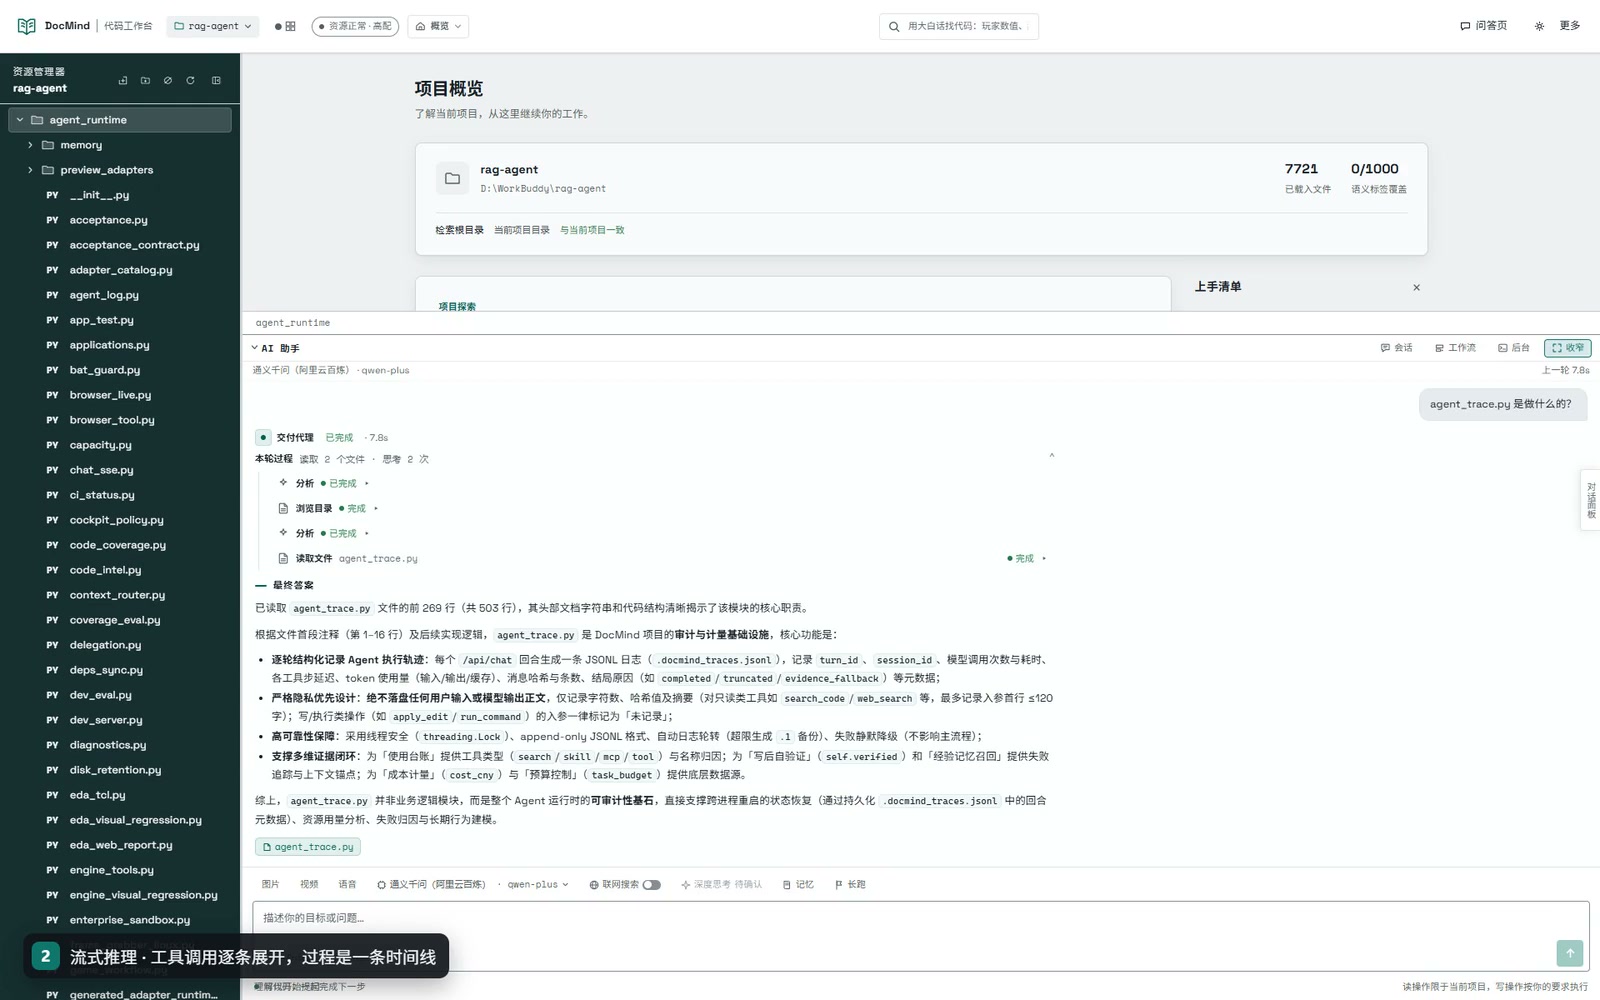 DocMind | 代码工作台
rag-agent
资源正常 · 高配
概览
用大白话找代码：玩家数值、
问答页
更多
资源管理器
rag-agent
agent_runtime
memory
preview_adapters
PY __init__.py
PY acceptance.py
PY acceptance_contract.py
PY adapter_catalog.py
PY agent_log.py
PY app_test.py
PY applications.py
PY bat_guard.py
PY browser_live.py
PY browser_tool.py
PY capacity.py
PY chat_sse.py
PY ci_status.py
PY cockpit_policy.py
PY code_coverage.py
PY code_intel.py
PY context_router.py
PY coverage_eval.py
PY delegation.py
PY deps_sync.py
PY dev_eval.py
PY dev_server.py
PY diagnostics.py
PY disk_retention.py
PY eda_tcl.py
PY eda_visual_regression.py
PY eda_web_report.py
PY engine_tools.py
PY engine_visual_regression.py
PY enterprise_sandbox.py
PY generated_adapter_runtim...
项目概览
了解当前项目，从这里继续你的工作。
rag-agent
D:\WorkBuddy\rag-agent
7721
已载入文件
0/1000
语义标签覆盖
检索根目录 当前项目目录 与当前项目一致
项目探索
上手清单
agent_runtime
AI 助手
会话
工作流
后台
收窄
通义千问（阿里云百炼） · qwen-plus
上一轮 7.8s
agent_trace.py 是做什么的？
交付代理 已完成 · 7.8s
本轮过程 读取 2 个文件 · 思考 2 次
分析 已完成
浏览目录 完成
分析 已完成
读取文件 agent_trace.py 完成
最终答案
已读取 agent_trace.py 文件的前 269 行（共 503 行），其头部文档字符串和代码结构清晰揭示了该模块的核心职责。
根据文件首段注释（第 1–16 行）及后续实现逻辑，agent_trace.py 是 DocMind 项目的审计与计量基础设施，核心功能是：
• 逐轮结构化记录 Agent 执行轨迹：每个 /api/chat 回合生成一条 JSONL 日志（ .docmind_traces.jsonl ），记录 turn_id 、 session_id 、模型调用次数与耗时、
各工具步延迟、token 使用量（输入/输出/缓存）、消息哈希与条数、结局原因（如 completed / truncated / evidence_fallback ）等元数据；
• 严格隐私优先设计：绝不落盘任何用户输入或模型输出正文，仅记录字符数、哈希值及摘要（对只读类工具如 search_code / web_search 等，最多记录入参首行 ≤120
字）；写/执行类操作（如 apply_edit / run_command ）的入参一律标记为「未记录」；
• 高可靠性保障：采用线程安全（ threading.Lock ）、append-only JSONL 格式、自动日志轮转（超限生成 .1 备份）、失败静默降级（不影响主流程）；
• 支撑多维证据闭环：为「使用台账」提供工具类型（ search / skill / mcp / tool ）与名称归因；为「写后自验证」（ self.verified ）和「经验记忆召回」提供失败
追踪与上下文锚点；为「成本计量」（ cost_cny ）与「预算控制」（ task_budget ）提供底层数据源。
综上， agent_trace.py 并非业务逻辑模块，而是整个 Agent 运行时的可审计性基石，直接支撑跨进程重启的状态恢复（通过持久化 .docmind_traces.jsonl 中的回合
元数据）、资源用量分析、失败归因与长期行为建模。
agent_trace.py
对话面板
图片
视频
语音
通义千问（阿里云百炼） · qwen-plus
联网搜索
深度思考 待确认
记忆
长跑
描述你的目标或问题...
2 流式推理 · 工具调用逐条展开，过程是一条时间线
读操作限于当前项目，写操作按你的要求执行